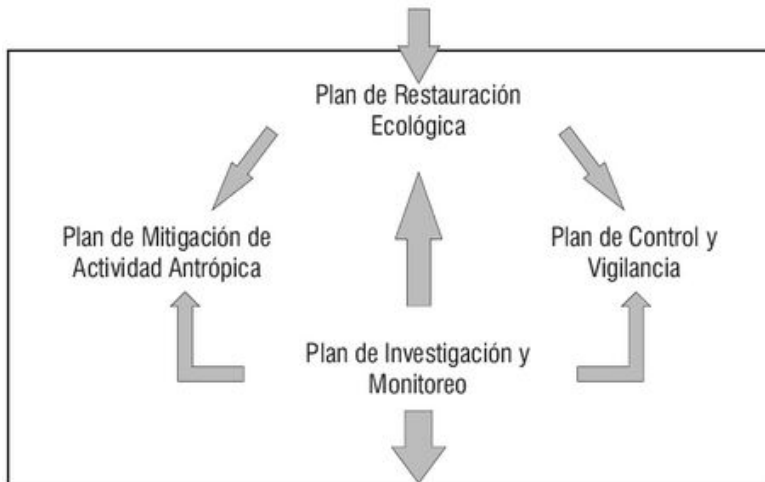 Plan de Restauración
Ecológica
Plan de Mitigación de
Actividad Antrópica
Plan de Control y
Vigilancia
Plan de Investigación y
Monitoreo